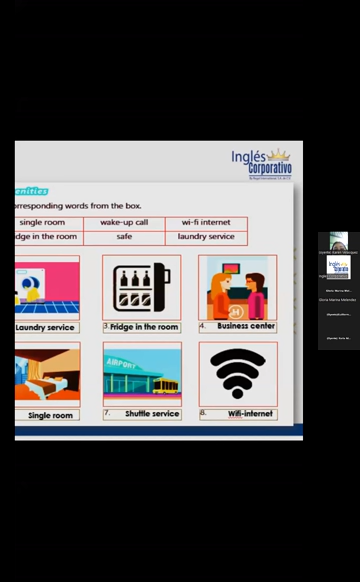 Inglés
Corporativo
enities
orresponding words from the box.
single room
wake-up call
wi-fi internet
idge in the room
safe
laundry service
Laundry service
3. Fridge in the room
4. Business center
AIRPORT
Single room
7. Shuttle service
8. Wifi-internet